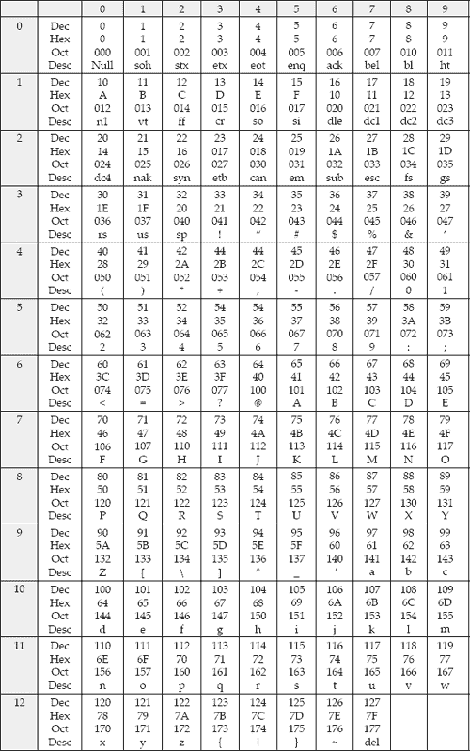 0 1 2 3 4 5 6 7 8 9
0 Dec 0 1 2 3 4 5 6 7 8 9
Hex 0 1 2 3 4 5 6 7 8 9
Oct 000 001 002 003 004 005 006 007 010 011
Desc Null soh stx etx eot enq ack bel bl ht
1 Dec 10 11 12 13 14 15 16 17 18 19
Hex A B C D E F 10 11 12 13
Oct 012 013 014 015 016 017 020 021 022 023
Desc n1 vt ff cr so si dle dc1 dc2 dc3
2 Dec 20 21 22 23 24 25 26 27 28 29
Hex 14 15 16 017 018 019 1A 1B 1C 1D
Oct 024 025 026 027 030 031 032 033 034 035
Desc dc4 nak syn etb can em sub esc fs gs
3 Dec 30 31 32 33 34 35 36 37 38 39
Hex 1E 1F 20 21 22 23 24 25 26 27
Oct 036 037 040 041 042 043 044 045 046 047
Desc rs us sp ! " # $ % & '
4 Dec 40 41 42 44 44 45 46 47 48 49
Hex 28 29 2A 2B 2C 2D 2E 2F 30 31
Oct 050 051 052 053 054 055 056 057 060 061
Desc ( ) * + , - . / 0 1
5 Dec 50 51 52 54 54 55 56 57 58 59
Hex 32 33 34 35 36 37 38 39 3A 3B
Oct 062 063 064 065 066 067 070 071 072 073
Desc 2 3 4 5 6 7 8 9 : ;
6 Dec 60 61 62 63 64 65 66 67 68 69
Hex 3C 3D 3E 3F 40 41 42 43 44 45
Oct 074 075 076 077 100 101 102 103 104 105
Desc < = > ? @ A B C D E
7 Dec 70 71 72 73 74 75 76 77 78 79
Hex 46 47 48 49 4A 4B 4C 4D 4E 4F
Oct 106 107 110 111 112 113 114 115 116 117
Desc F G H I J K L M N O
8 Dec 80 81 82 83 84 85 86 87 88 89
Hex 50 51 52 53 54 55 56 57 58 59
Oct 120 121 122 123 124 125 126 127 130 131
Desc P Q R S T U V W X Y
9 Dec 90 91 92 93 94 95 96 97 98 99
Hex 5A 5B 5C 5D 5E 5F 60 61 62 63
Oct 132 133 134 135 136 137 140 141 142 143
Desc Z [ \ ] ^ _ ' a b c
10 Dec 100 101 102 103 104 105 106 107 108 109
Hex 64 65 66 67 68 69 6A 6B 6C 6D
Oct 144 145 146 147 150 151 152 153 154 155
Desc d e f g h i j k l m
11 Dec 110 111 112 113 114 115 116 117 118 119
Hex 6E 6F 70 71 72 73 74 75 76 77
Oct 156 157 160 161 162 163 164 165 166 167
Desc n o p q r s t u v w
12 Dec 120 121 122 123 124 125 126 127
Hex 78 79 7A 7B 7C 7D 7E 7F
Oct 170 171 172 173 174 175 176 177
Desc x y z { | } ~ del